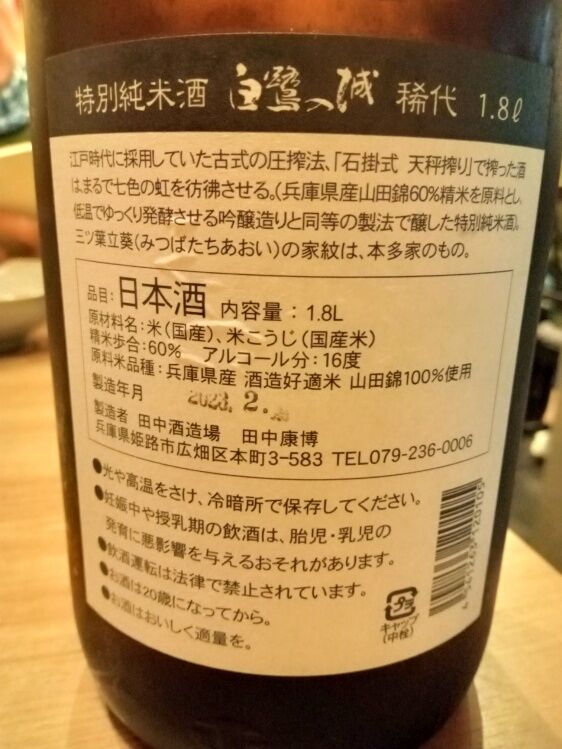 特別純米酒 白鷺の城 稀代 1.8ℓ
江戸時代に採用していた古式の圧搾法、「石掛式 天秤搾り」で搾った酒
は、まるで七色の虹を彷彿させる。(兵庫県産山田錦60%精米を原料とし、
低温でゆっくり発酵させる吟醸造りと同等の製法で醸した特別純米酒)。
三ツ葉立葵(みつばたちあおい)の家紋は、本多家のもの。
品目:日本酒 内容量:1.8L
原材料名:米(国産)、米こうじ(国産米)
精米歩合:60% アルコール分:16度
原料米品種:兵庫県産 酒造好適米 山田錦100%使用
製造年月 2023.2.
製造者 田中酒造場 田中康博
兵庫県姫路市広畑区本町3-583 TEL079-236-0006
●光や高温をさけ、冷暗所で保存してください。
●妊娠中や授乳期の飲酒は、胎児・乳児の
発育に悪影響を与えるおそれがあります。
●飲酒運転は法律で禁止されています。
●お酒は20歳になってから。
●お酒はおいしく適量を。
プラ
キャップ
(中栓)